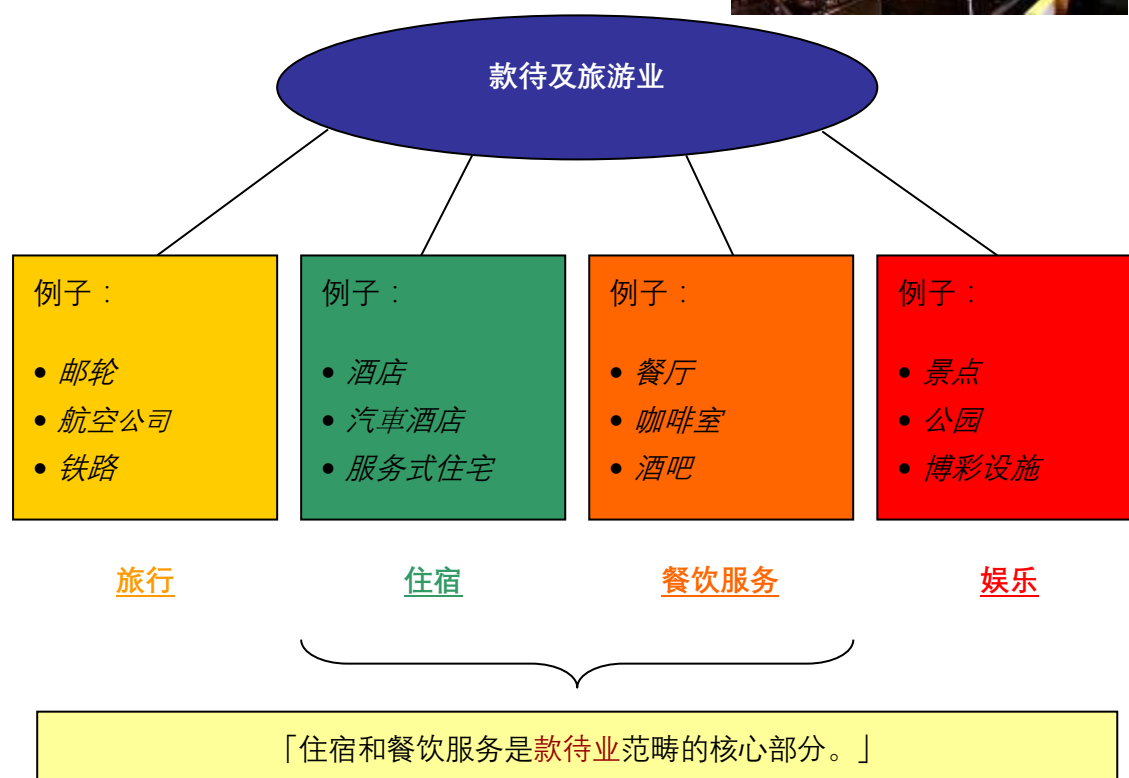 款待及旅游业
例子：
• 邮轮
• 航空公司
• 铁路
例子：
• 酒店
• 汽車酒店
• 服务式住宅
例子：
• 餐厅
• 咖啡室
• 酒吧
例子：
• 景点
• 公园
• 博彩设施
旅行
住宿
餐饮服务
娱乐
「住宿和餐饮服务是款待业范畴的核心部分。」